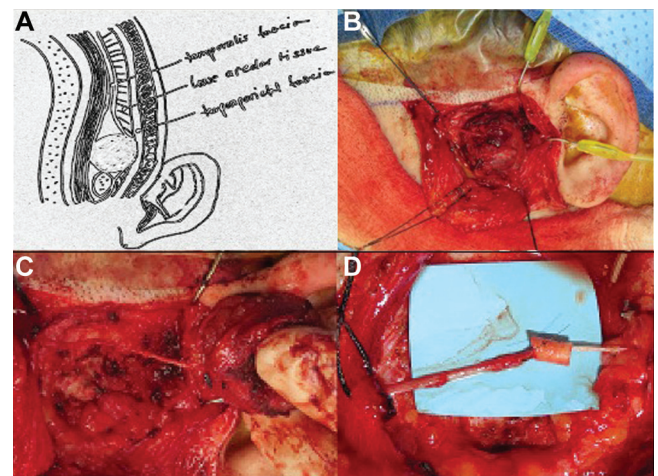 A
temporalis fascia
loose areolar tissue
temporoparietal fascia
B
C
D